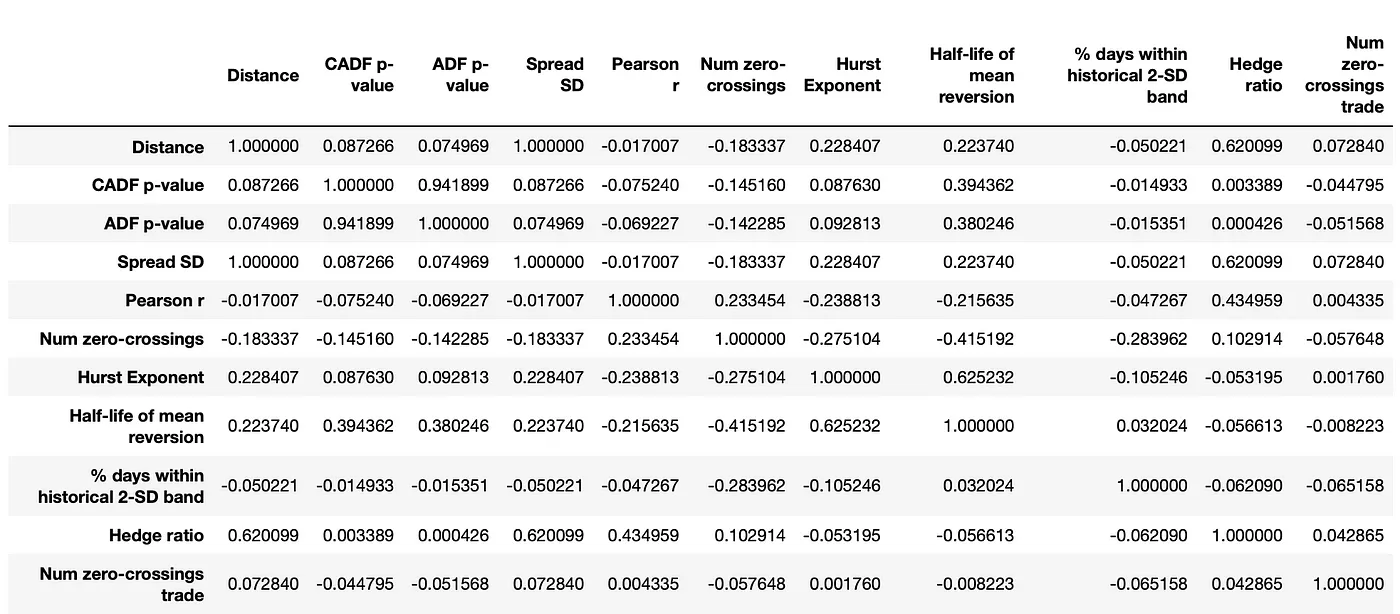 Distance CADF p-value ADF p-value Spread SD Pearson r Num zero-crossings Hurst Exponent Half-life of mean reversion % days within historical 2-SD band Hedge ratio Num zero-crossings trade
Distance 1.000000 0.087266 0.074969 1.000000 -0.017007 -0.183337 0.228407 0.223740 -0.050221 0.620099 0.072840
CADF p-value 0.087266 1.000000 0.941899 0.087266 -0.075240 -0.145160 0.087630 0.394362 -0.014933 0.003389 -0.044795
ADF p-value 0.074969 0.941899 1.000000 0.074969 -0.069227 -0.142285 0.092813 0.380246 -0.015351 0.000426 -0.051568
Spread SD 1.000000 0.087266 0.074969 1.000000 -0.017007 -0.183337 0.228407 0.223740 -0.050221 0.620099 0.072840
Pearson r -0.017007 -0.075240 -0.069227 -0.017007 1.000000 0.233454 -0.238813 -0.215635 -0.047267 0.434959 0.004335
Num zero-crossings -0.183337 -0.145160 -0.142285 -0.183337 0.233454 1.000000 -0.275104 -0.415192 -0.283962 0.102914 -0.057648
Hurst Exponent 0.228407 0.087630 0.092813 0.228407 -0.238813 -0.275104 1.000000 0.625232 -0.105246 -0.053195 0.001760
Half-life of mean reversion 0.223740 0.394362 0.380246 0.223740 -0.215635 -0.415192 0.625232 1.000000 0.032024 -0.056613 -0.008223
% days within historical 2-SD band -0.050221 -0.014933 -0.015351 -0.050221 -0.047267 -0.283962 -0.105246 0.032024 1.000000 -0.062090 -0.065158
Hedge ratio 0.620099 0.003389 0.000426 0.620099 0.434959 0.102914 -0.053195 -0.056613 -0.062090 1.000000 0.042865
Num zero-crossings trade 0.072840 -0.044795 -0.051568 0.072840 0.004335 -0.057648 0.001760 -0.008223 -0.065158 0.042865 1.000000